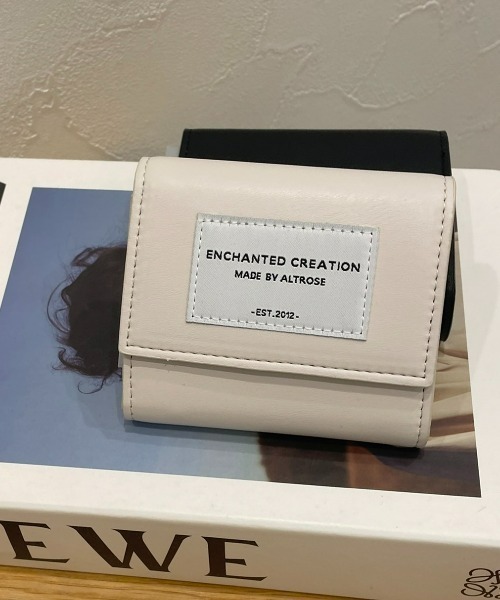 ENCHANTED CREATION
MADE BY ALTROSE
-EST.2012-
EWE